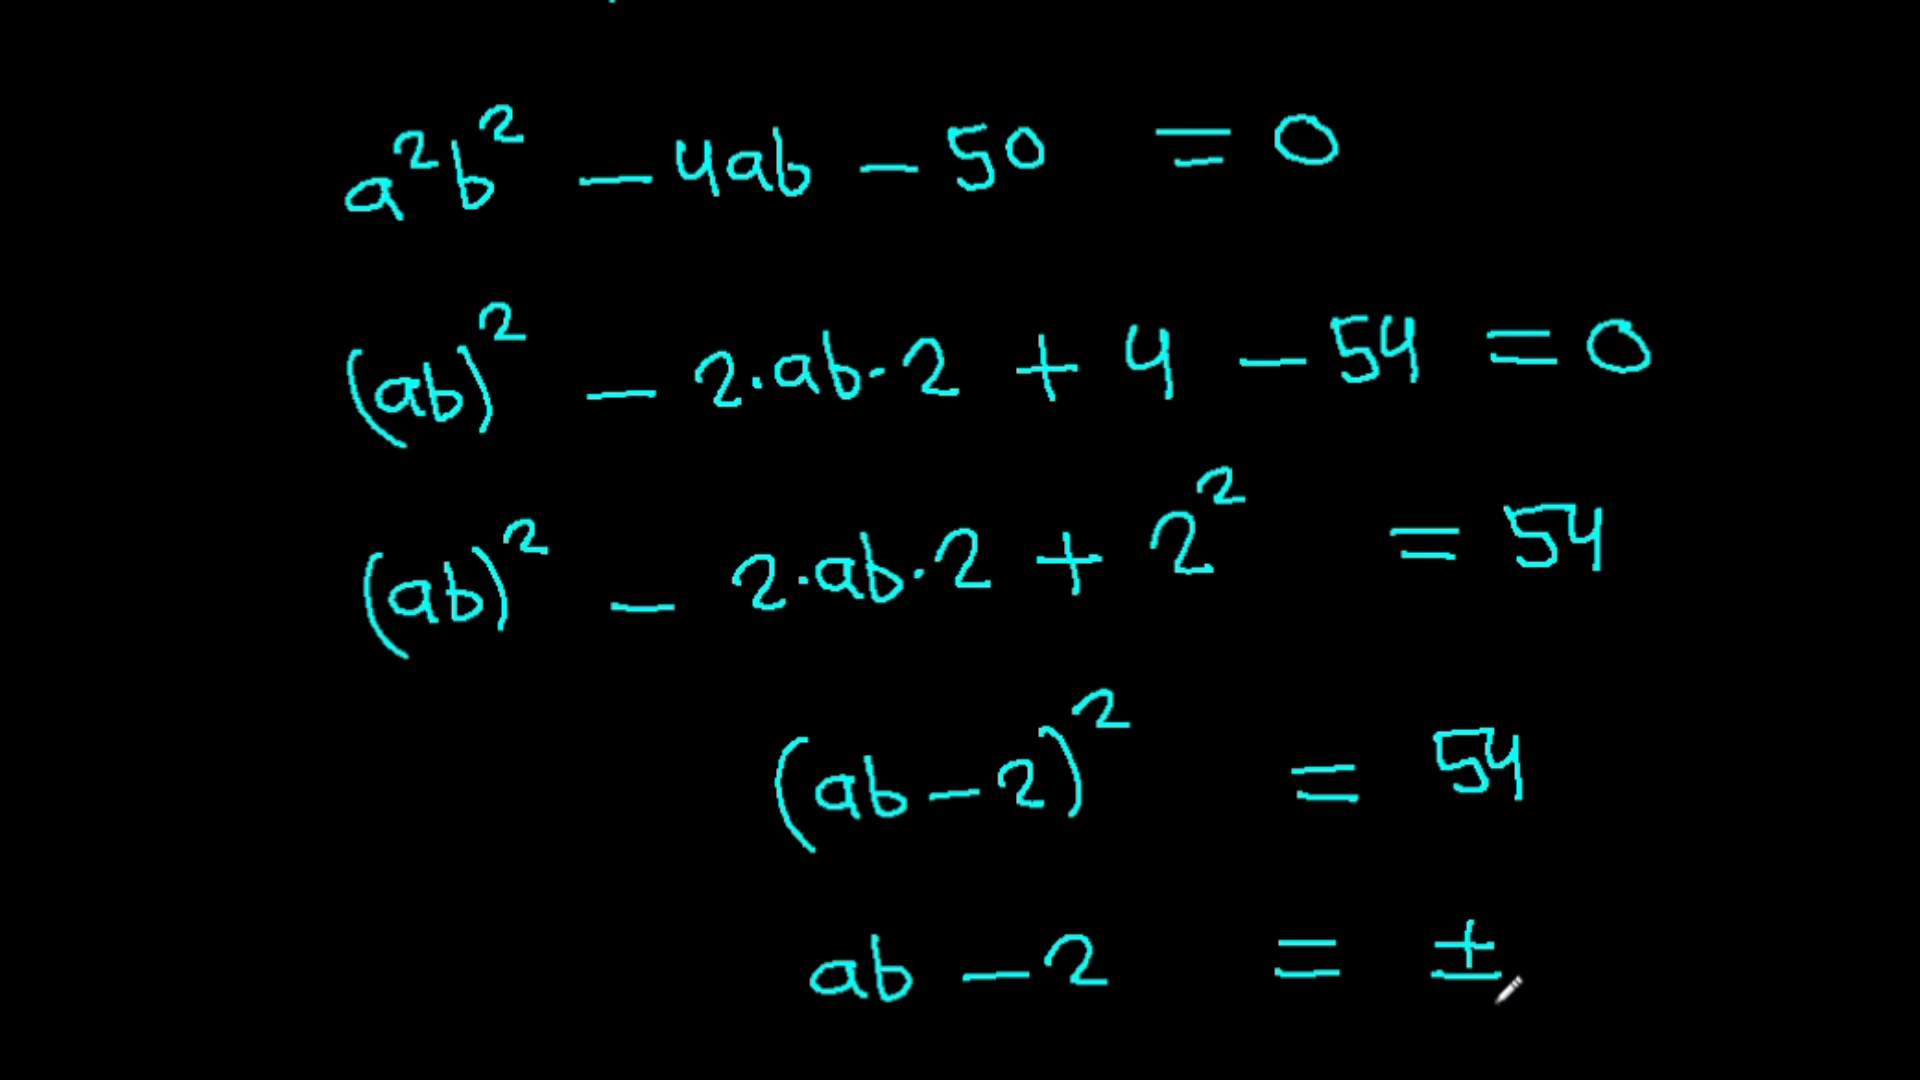 a²b² - 4ab - 50 = 0
(ab)² - 2·ab·2 + 4 - 54 = 0
(ab)² - 2·ab·2 + 2² = 54
(ab - 2)² = 54
ab - 2 = ±